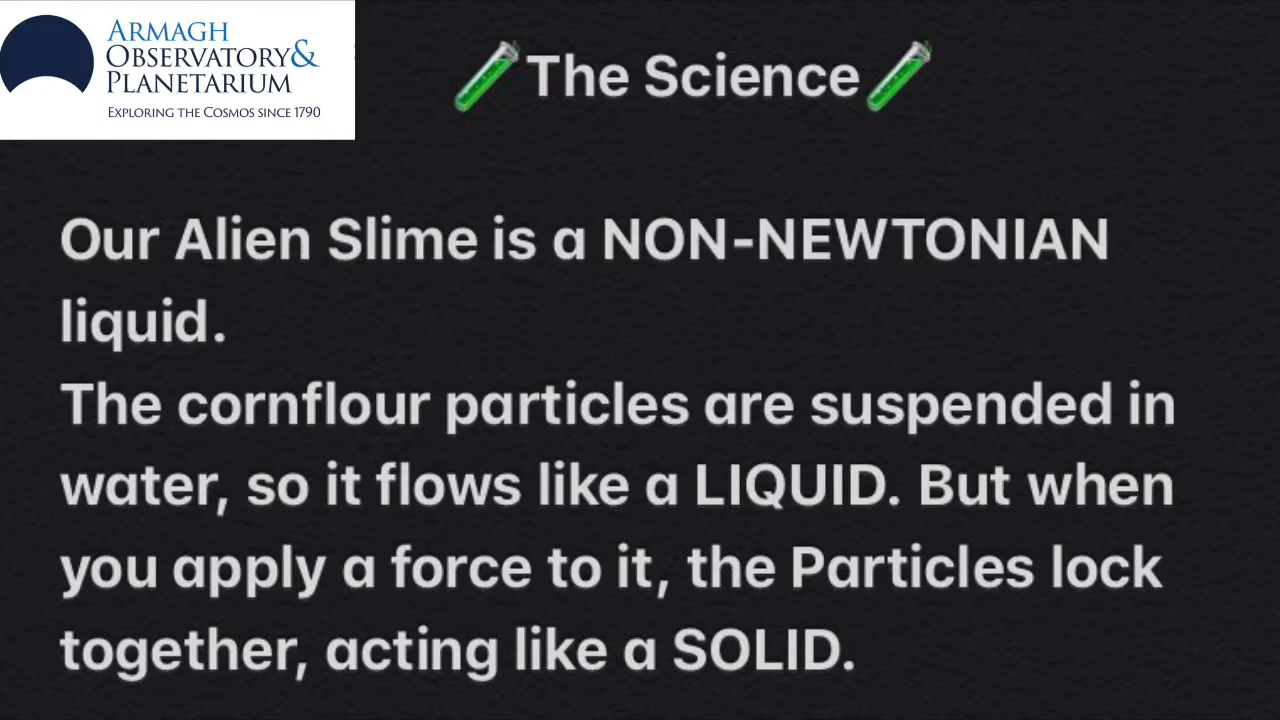 ARMAGH
OBSERVATORY&
PLANETARIUM
EXPLORING THE COSMOS SINCE 1790
The Science
Our Alien Slime is a NON-NEWTONIAN
liquid.
The cornflour particles are suspended in
water, so it flows like a LIQUID. But when
you apply a force to it, the Particles lock
together, acting like a SOLID.